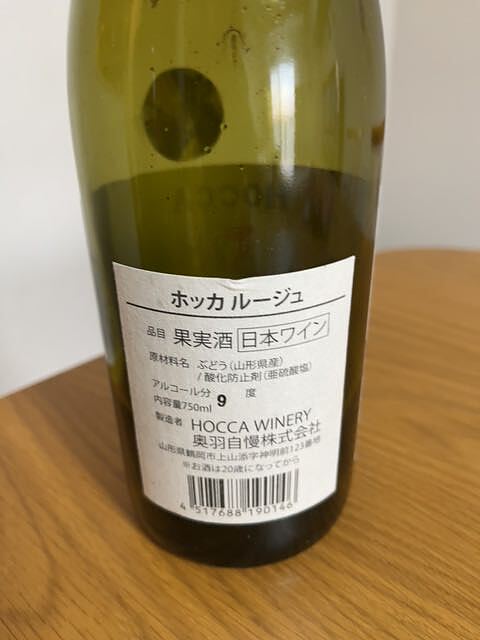 HOCCA
ホッカ ルージュ
品目 果実酒 日本ワイン
原材料名 ぶどう(山形県産)
/酸化防止剤(亜硫酸塩)
アルコール分 9 度
内容量750ml
製造者 HOCCA WINERY
奥羽自慢株式会社
山形県鶴岡市上山添字神明前123番地
※お酒は20歳になってから
4 517688 190146